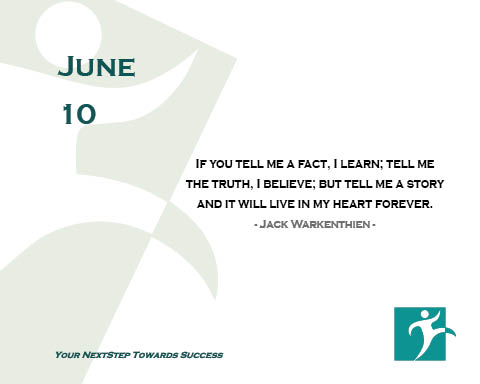 June
10
If you tell me a fact, I learn; tell me
the truth, I believe; but tell me a story
and it will live in my heart forever.
- Jack Warkenthien -
Your NextStep Towards Success